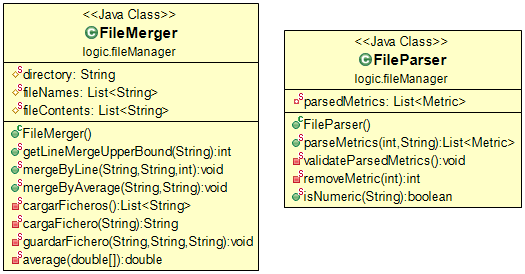 <<Java Class>>
FileMerger
logic.fileManager
directory: String
fileNames: List<String>
fileContents: List<String>
FileMerger()
getLineMergeUpperBound(String):int
mergeByLine(String,String,int):void
mergeByAverage(String,String):void
cargarFicheros():List<String>
cargaFichero(String):String
guardarFichero(String,String,String):void
average(double[]):double
<<Java Class>>
FileParser
logic.fileManager
parsedMetrics: List<Metric>
FileParser()
parseMetrics(int,String):List<Metric>
validateParsedMetrics():void
removeMetric(int):int
isNumeric(String):boolean